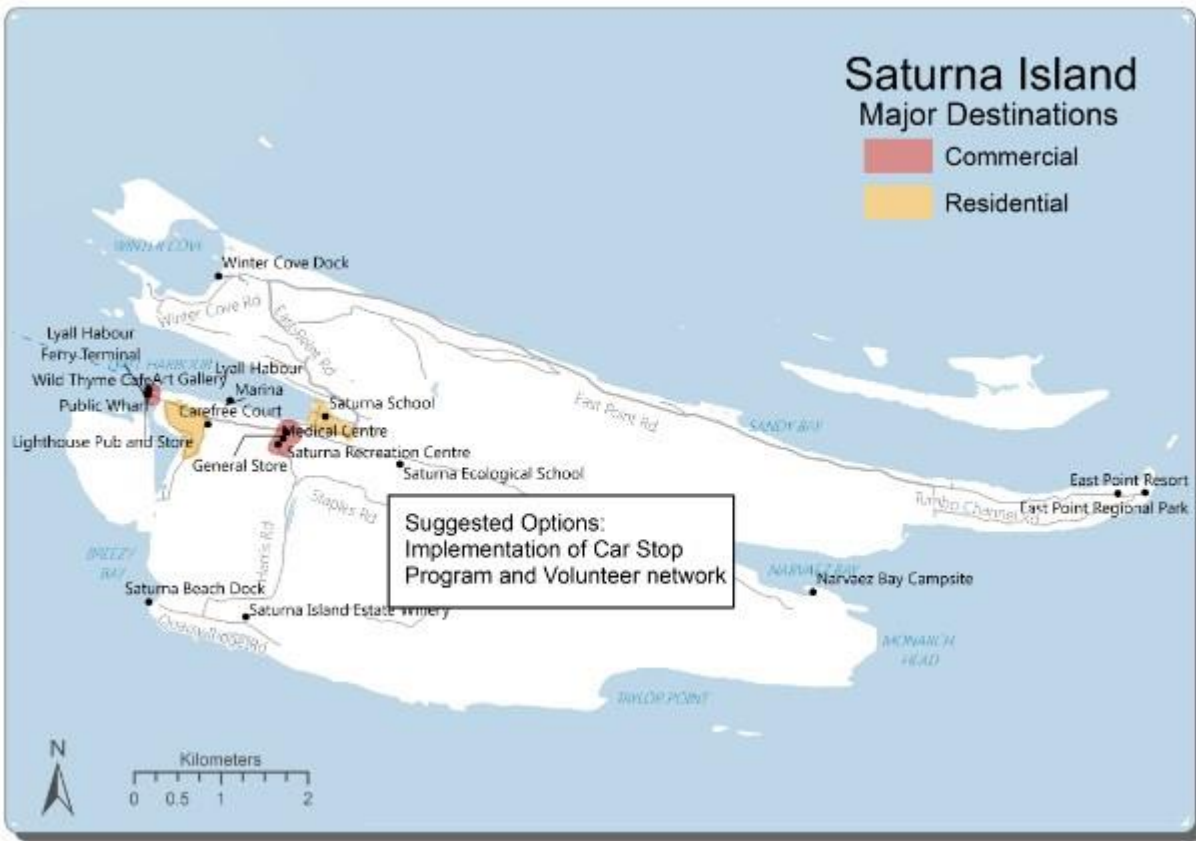 Saturna Island
Major Destinations
Commercial
Residential
WINTER COVE
Winter Cove Dock
Winter Cove Rd
East Point Rd
Lyall Habour
Ferry Terminal
HARBOUR
Lyall Habour
Wild Thyme Cafe
Art Gallery
Marina
Public Wharf
Carefree Court
Saturna School
Lighthouse Pub and Store
Medical Centre
General Store
Saturna Recreation Centre
Saturna Ecological School
East Point Rd
SANDY BAY
East Point Resort
Tumbo Channel Rd
East Point Regional Park
Staples Rd
Harris Rd
Suggested Options:
Implementation of Car Stop
Program and Volunteer network
BREEZY
BAY
NARVAEZ BAY
Narvaez Bay Campsite
Saturna Beach Dock
Saturna Island Estate Winery
MONARCH
HEAD
TAYLOR POINT
N
Kilometers
0 0.5 1 2